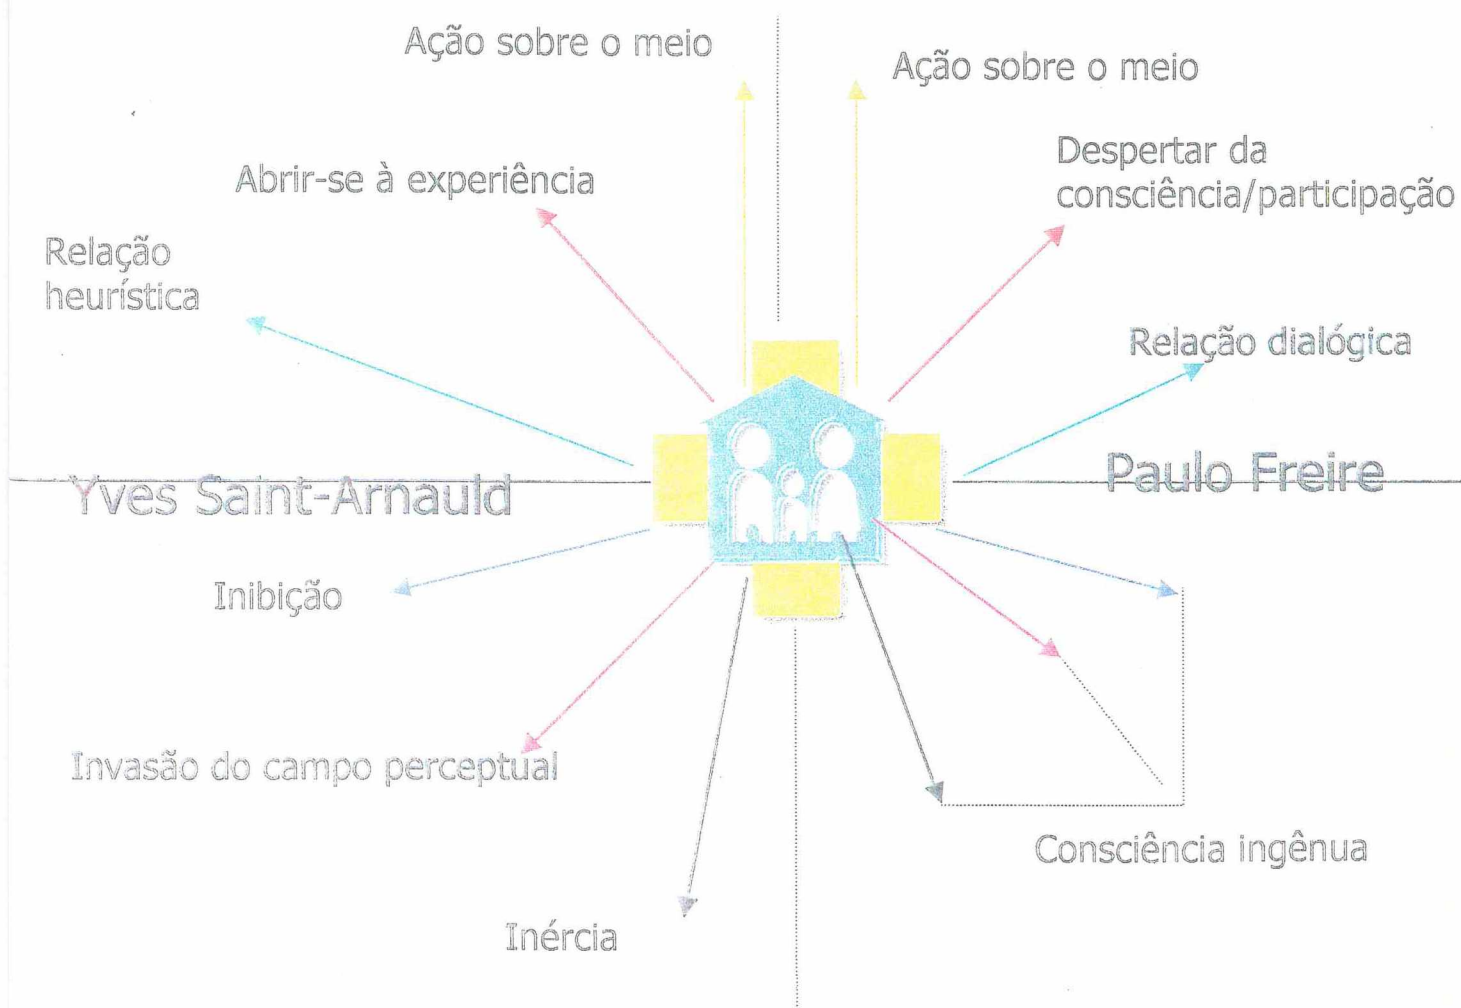 Ação sobre o meio
Ação sobre o meio
Abrir-se à experiência
Despertar da
consciência/participação
Relação
heurística
Relação dialógica
Yves Saint-Arnauld
Paulo Freire
Inibição
Invasão do campo perceptual
Consciência ingênua
Inércia